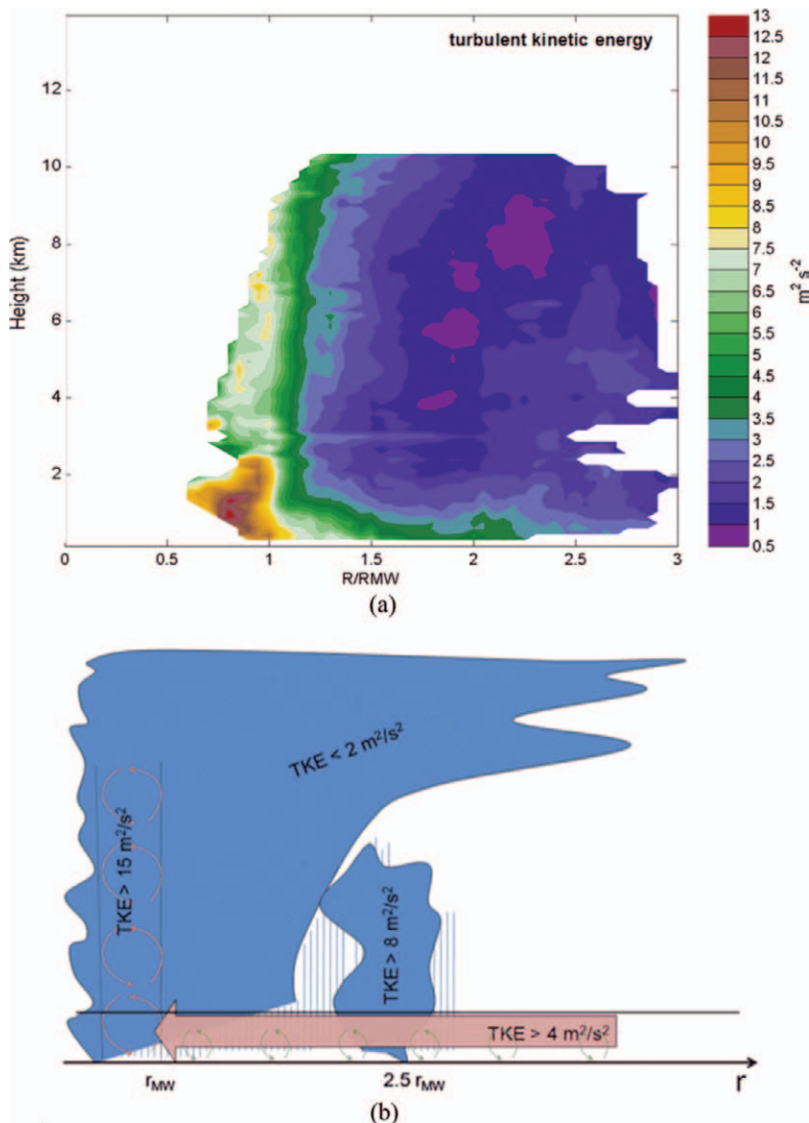 turbulent kinetic energy
13
12.5
12
11
10.5
10
9.5
9
8.5
8
7.5
7
6.5
6
5.5
5
4.5
4
3.5
3
2.5
2
1.5
1
0.5
m² s⁻²
Height (km)
12
10
8
6
4
2
0 0.5 1 1.5 2 2.5 3
R/RMW
(a)
TKE < 2 m²/s²
TKE > 15 m²/s²
TKE > 8 m²/s²
TKE > 4 m²/s²
rMW 2.5 rMW r
(b)